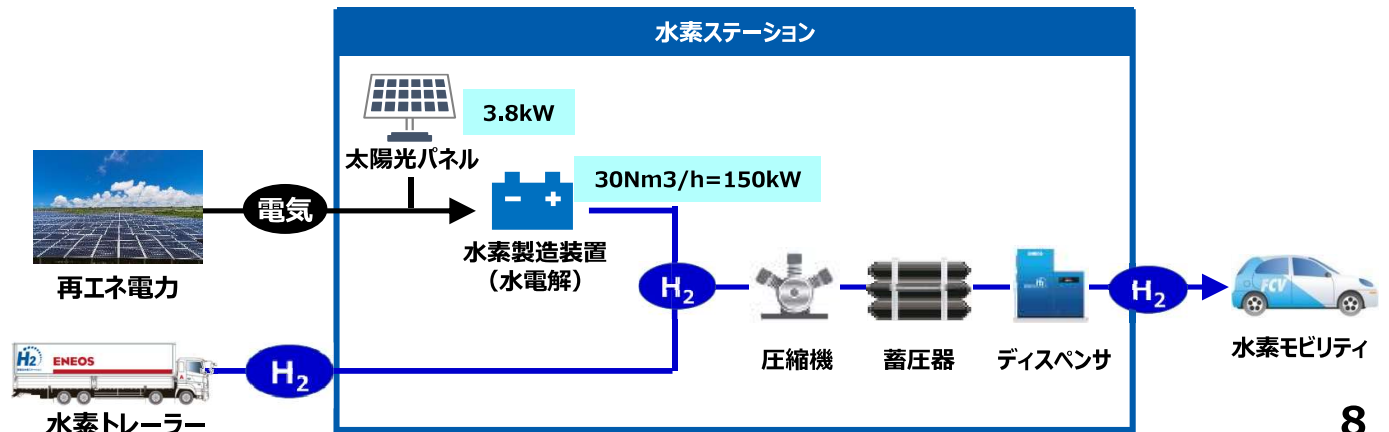 水素ステーション
3.8kW
太陽光パネル
30Nm3/h=150kW
電気
水素製造装置
（水電解）
再エネ電力
H2
H2
ENEOS
H2
圧縮機
蓄圧器
ディスペンサ
ENEOS
H2
FCV
水素モビリティ
水素トレーラー
8